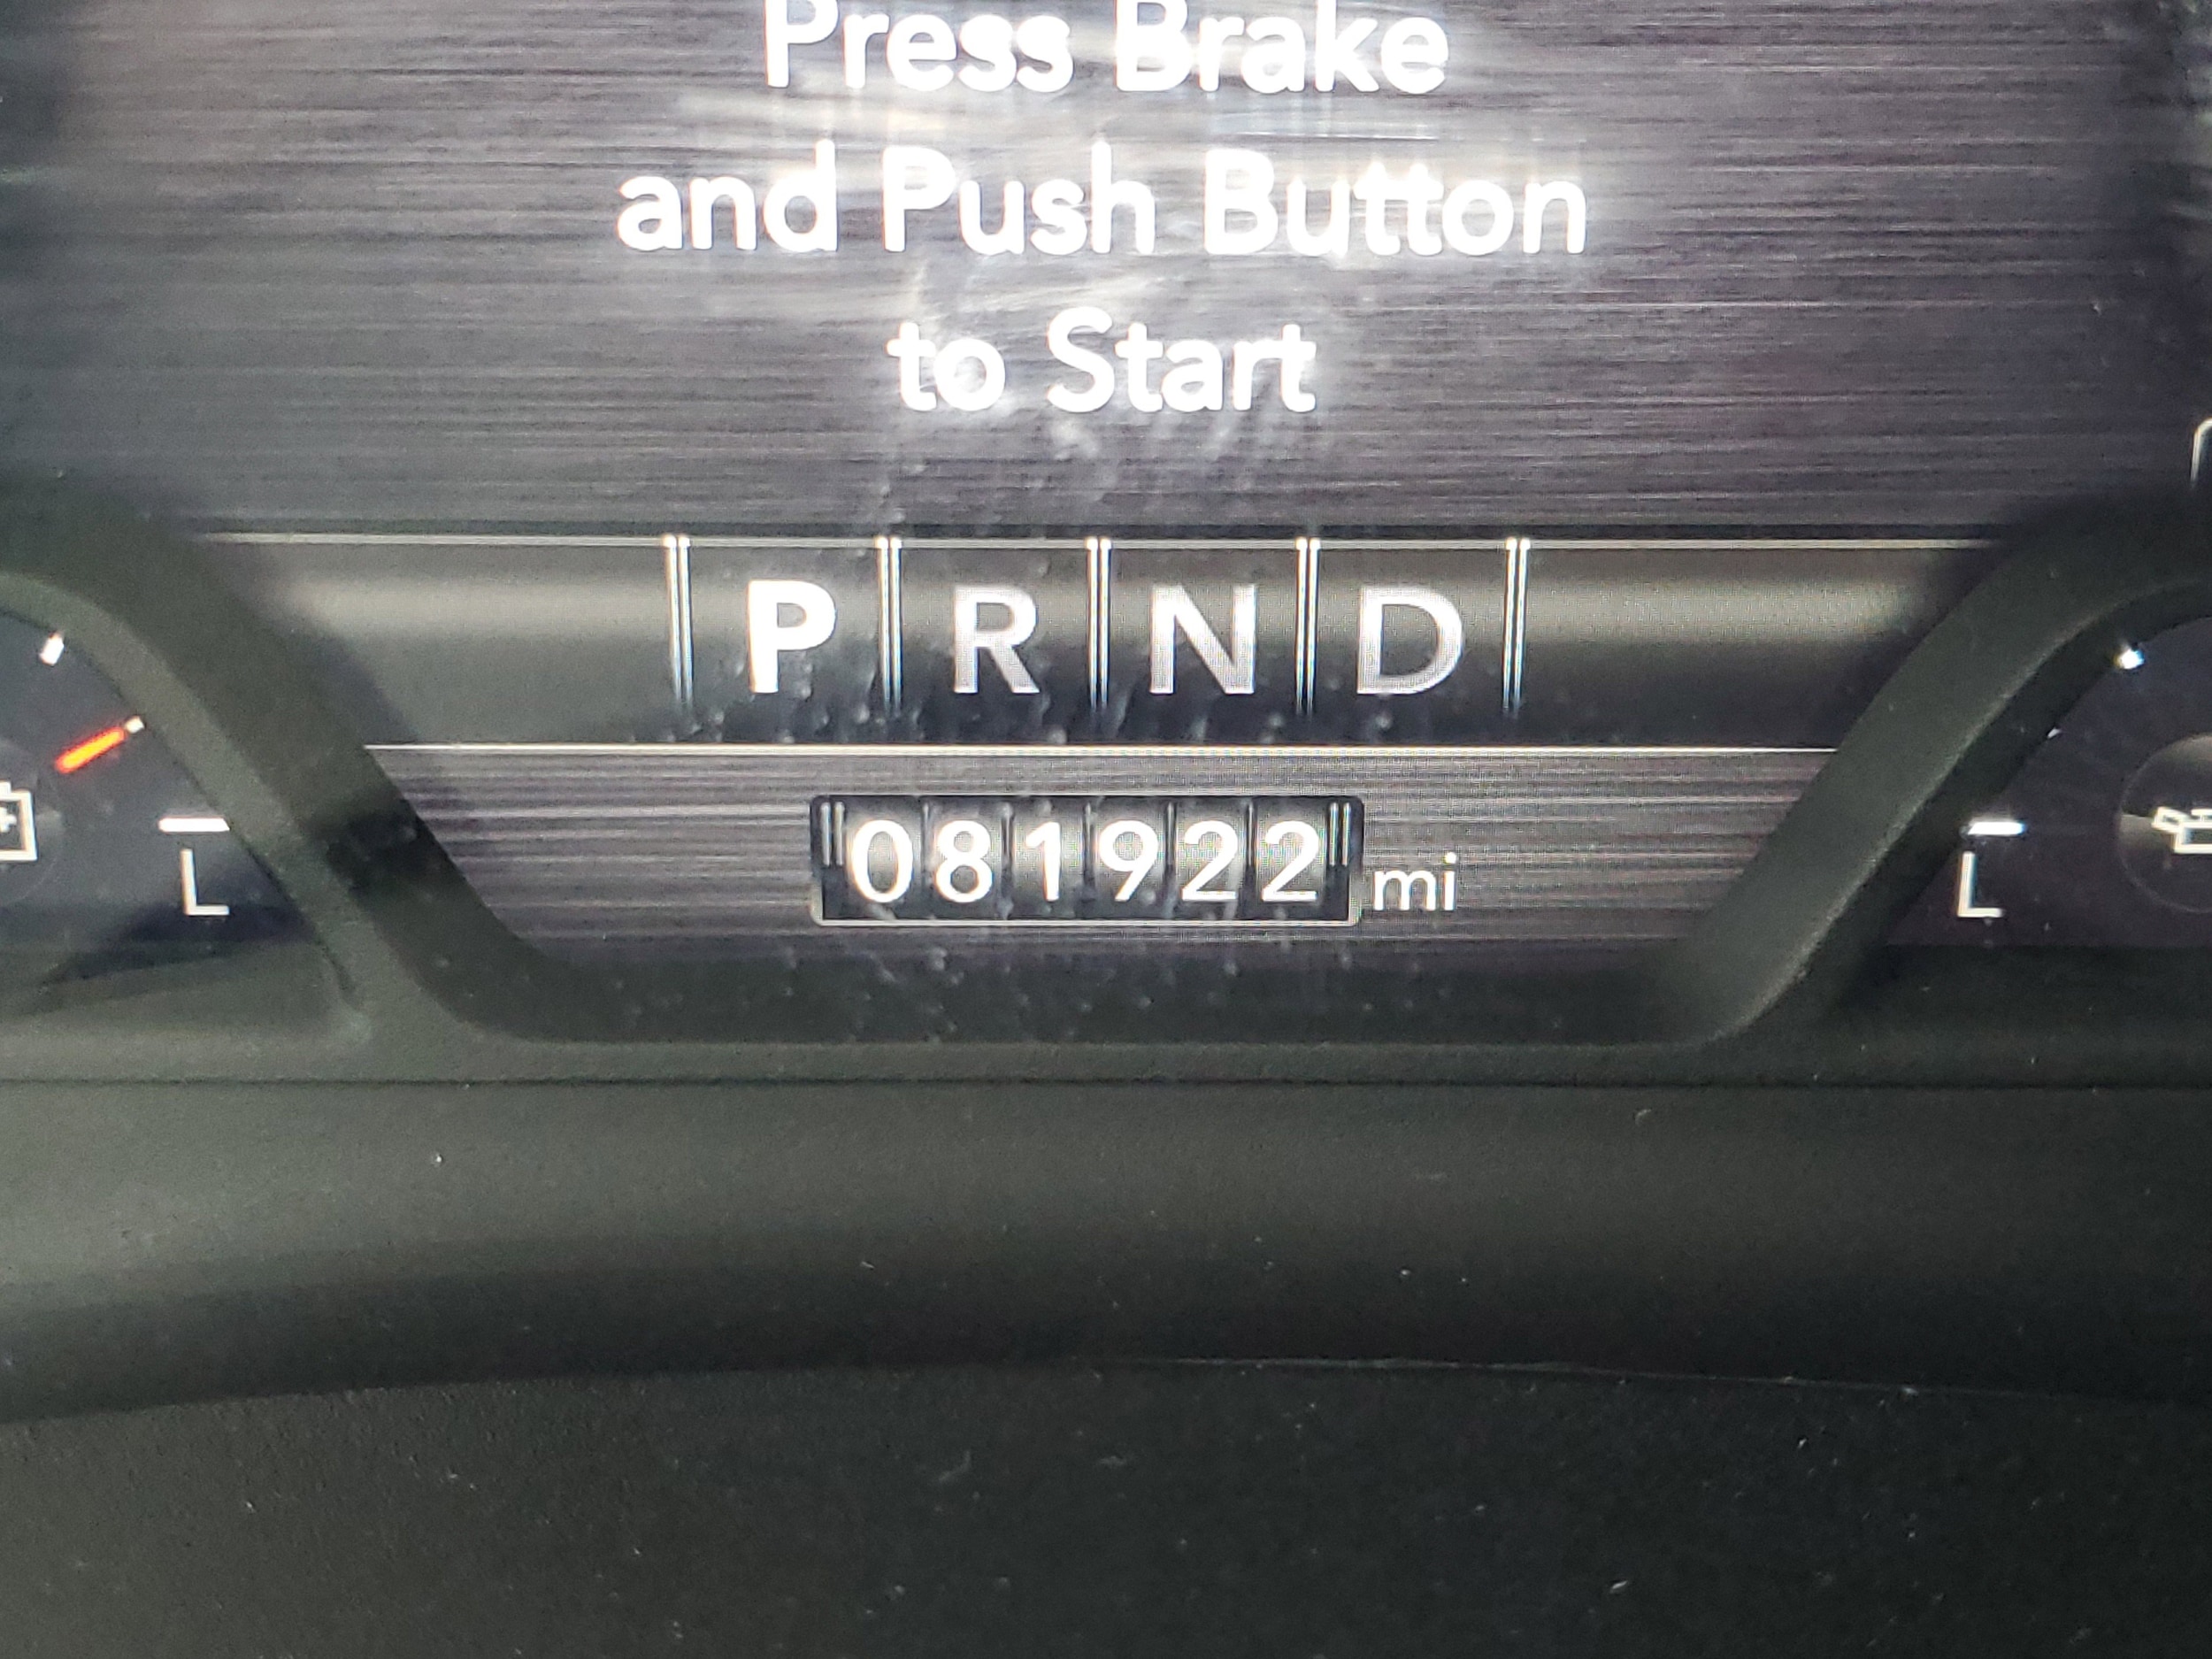 Press Brake
and Push Button
to Start
P R N D
081922 mi
L
L